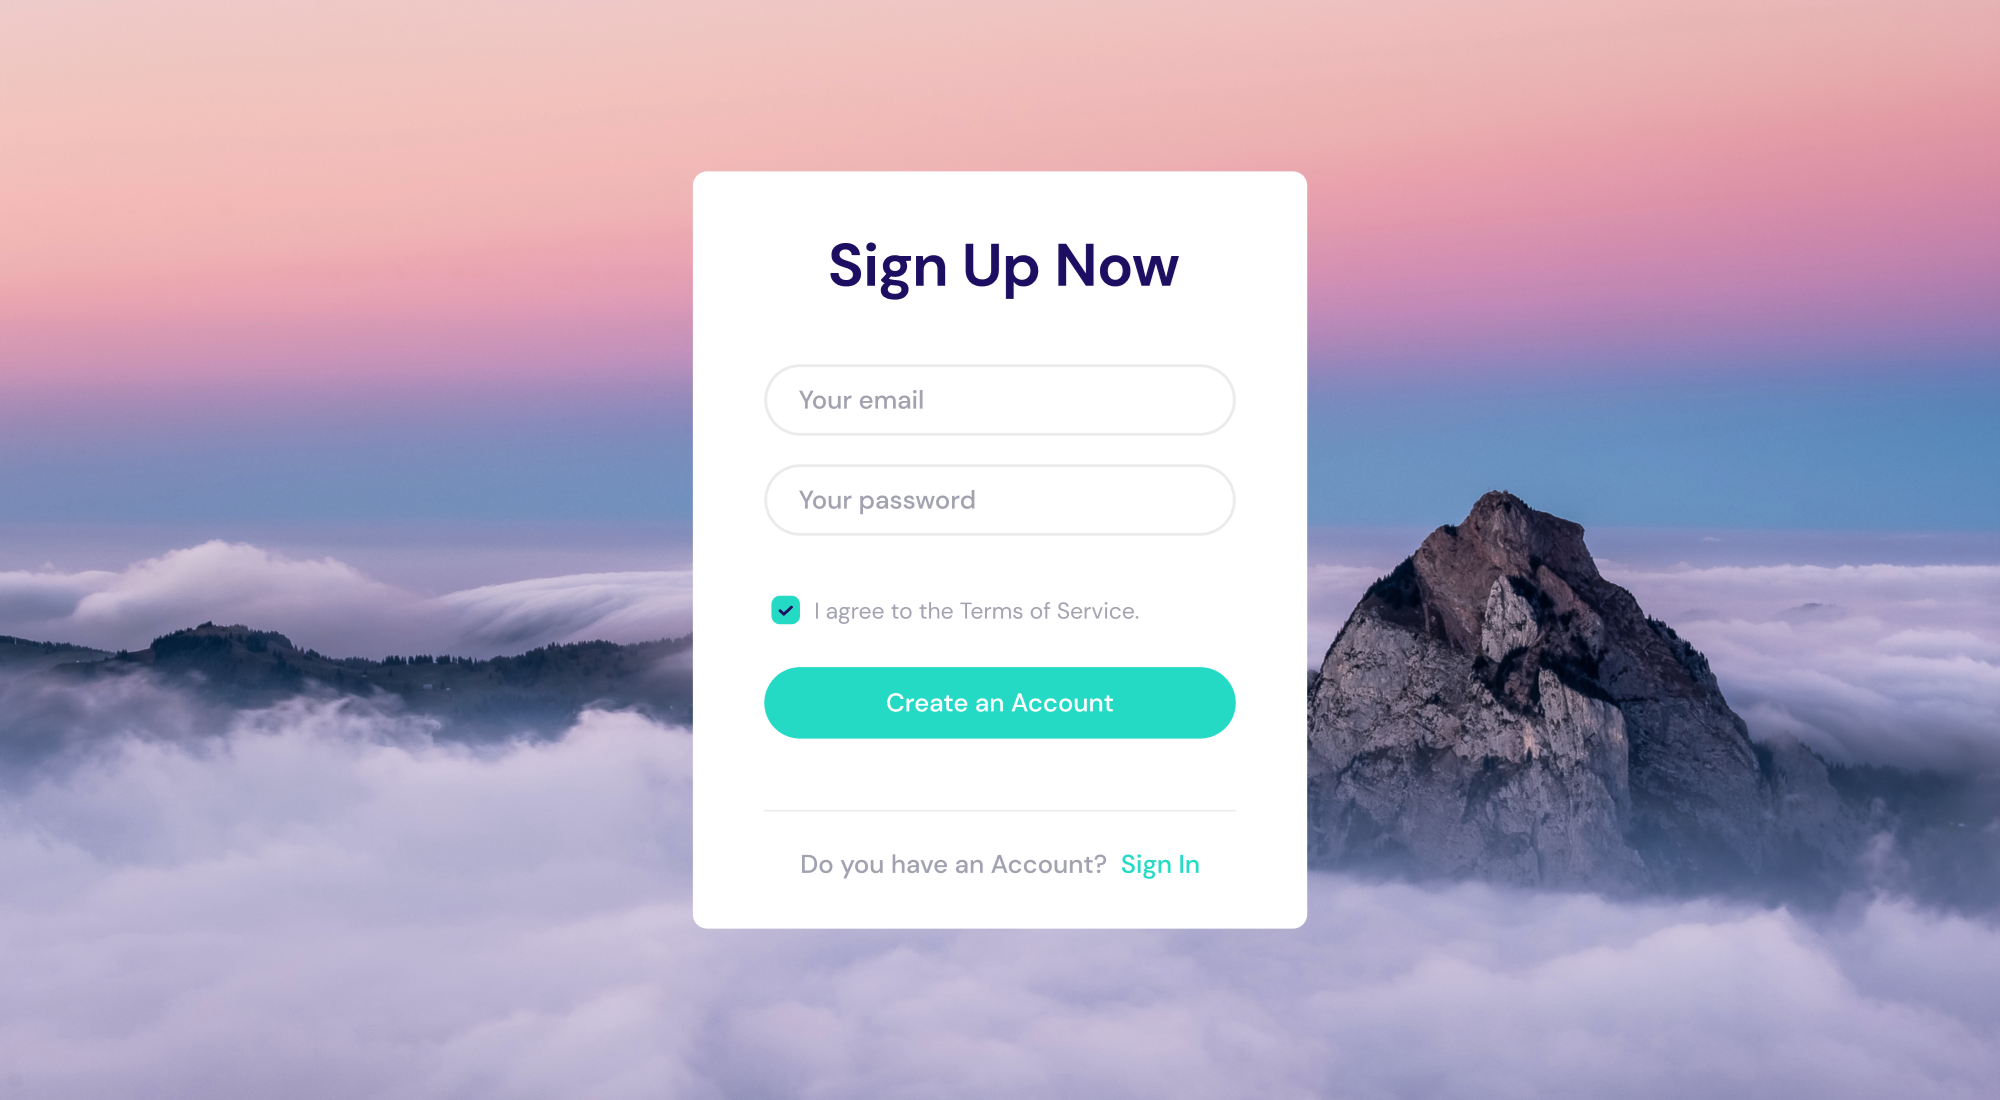 Sign Up Now
Your email
Your password
I agree to the Terms of Service.
Create an Account
Do you have an Account? Sign In